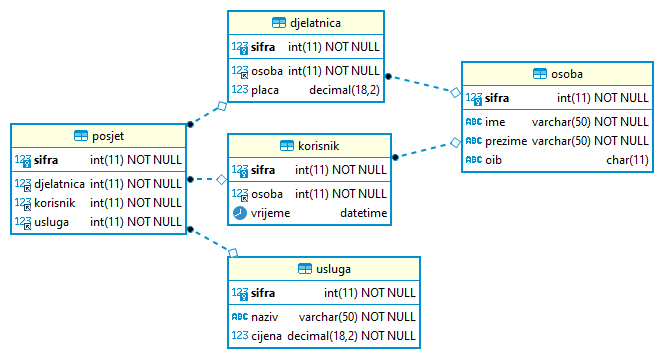 djelatnica
123 sifra int(11) NOT NULL
123 osoba int(11) NOT NULL
123 placa decimal(18,2)
osoba
123 sifra int(11) NOT NULL
ABC ime varchar(50) NOT NULL
ABC prezime varchar(50) NOT NULL
ABC oib char(11)
posjet
123 sifra int(11) NOT NULL
123 djelatnica int(11) NOT NULL
123 korisnik int(11) NOT NULL
123 usluga int(11) NOT NULL
korisnik
123 sifra int(11) NOT NULL
123 osoba int(11) NOT NULL
vrijeme datetime
usluga
123 sifra int(11) NOT NULL
ABC naziv varchar(50) NOT NULL
123 cijena decimal(18,2) NOT NULL